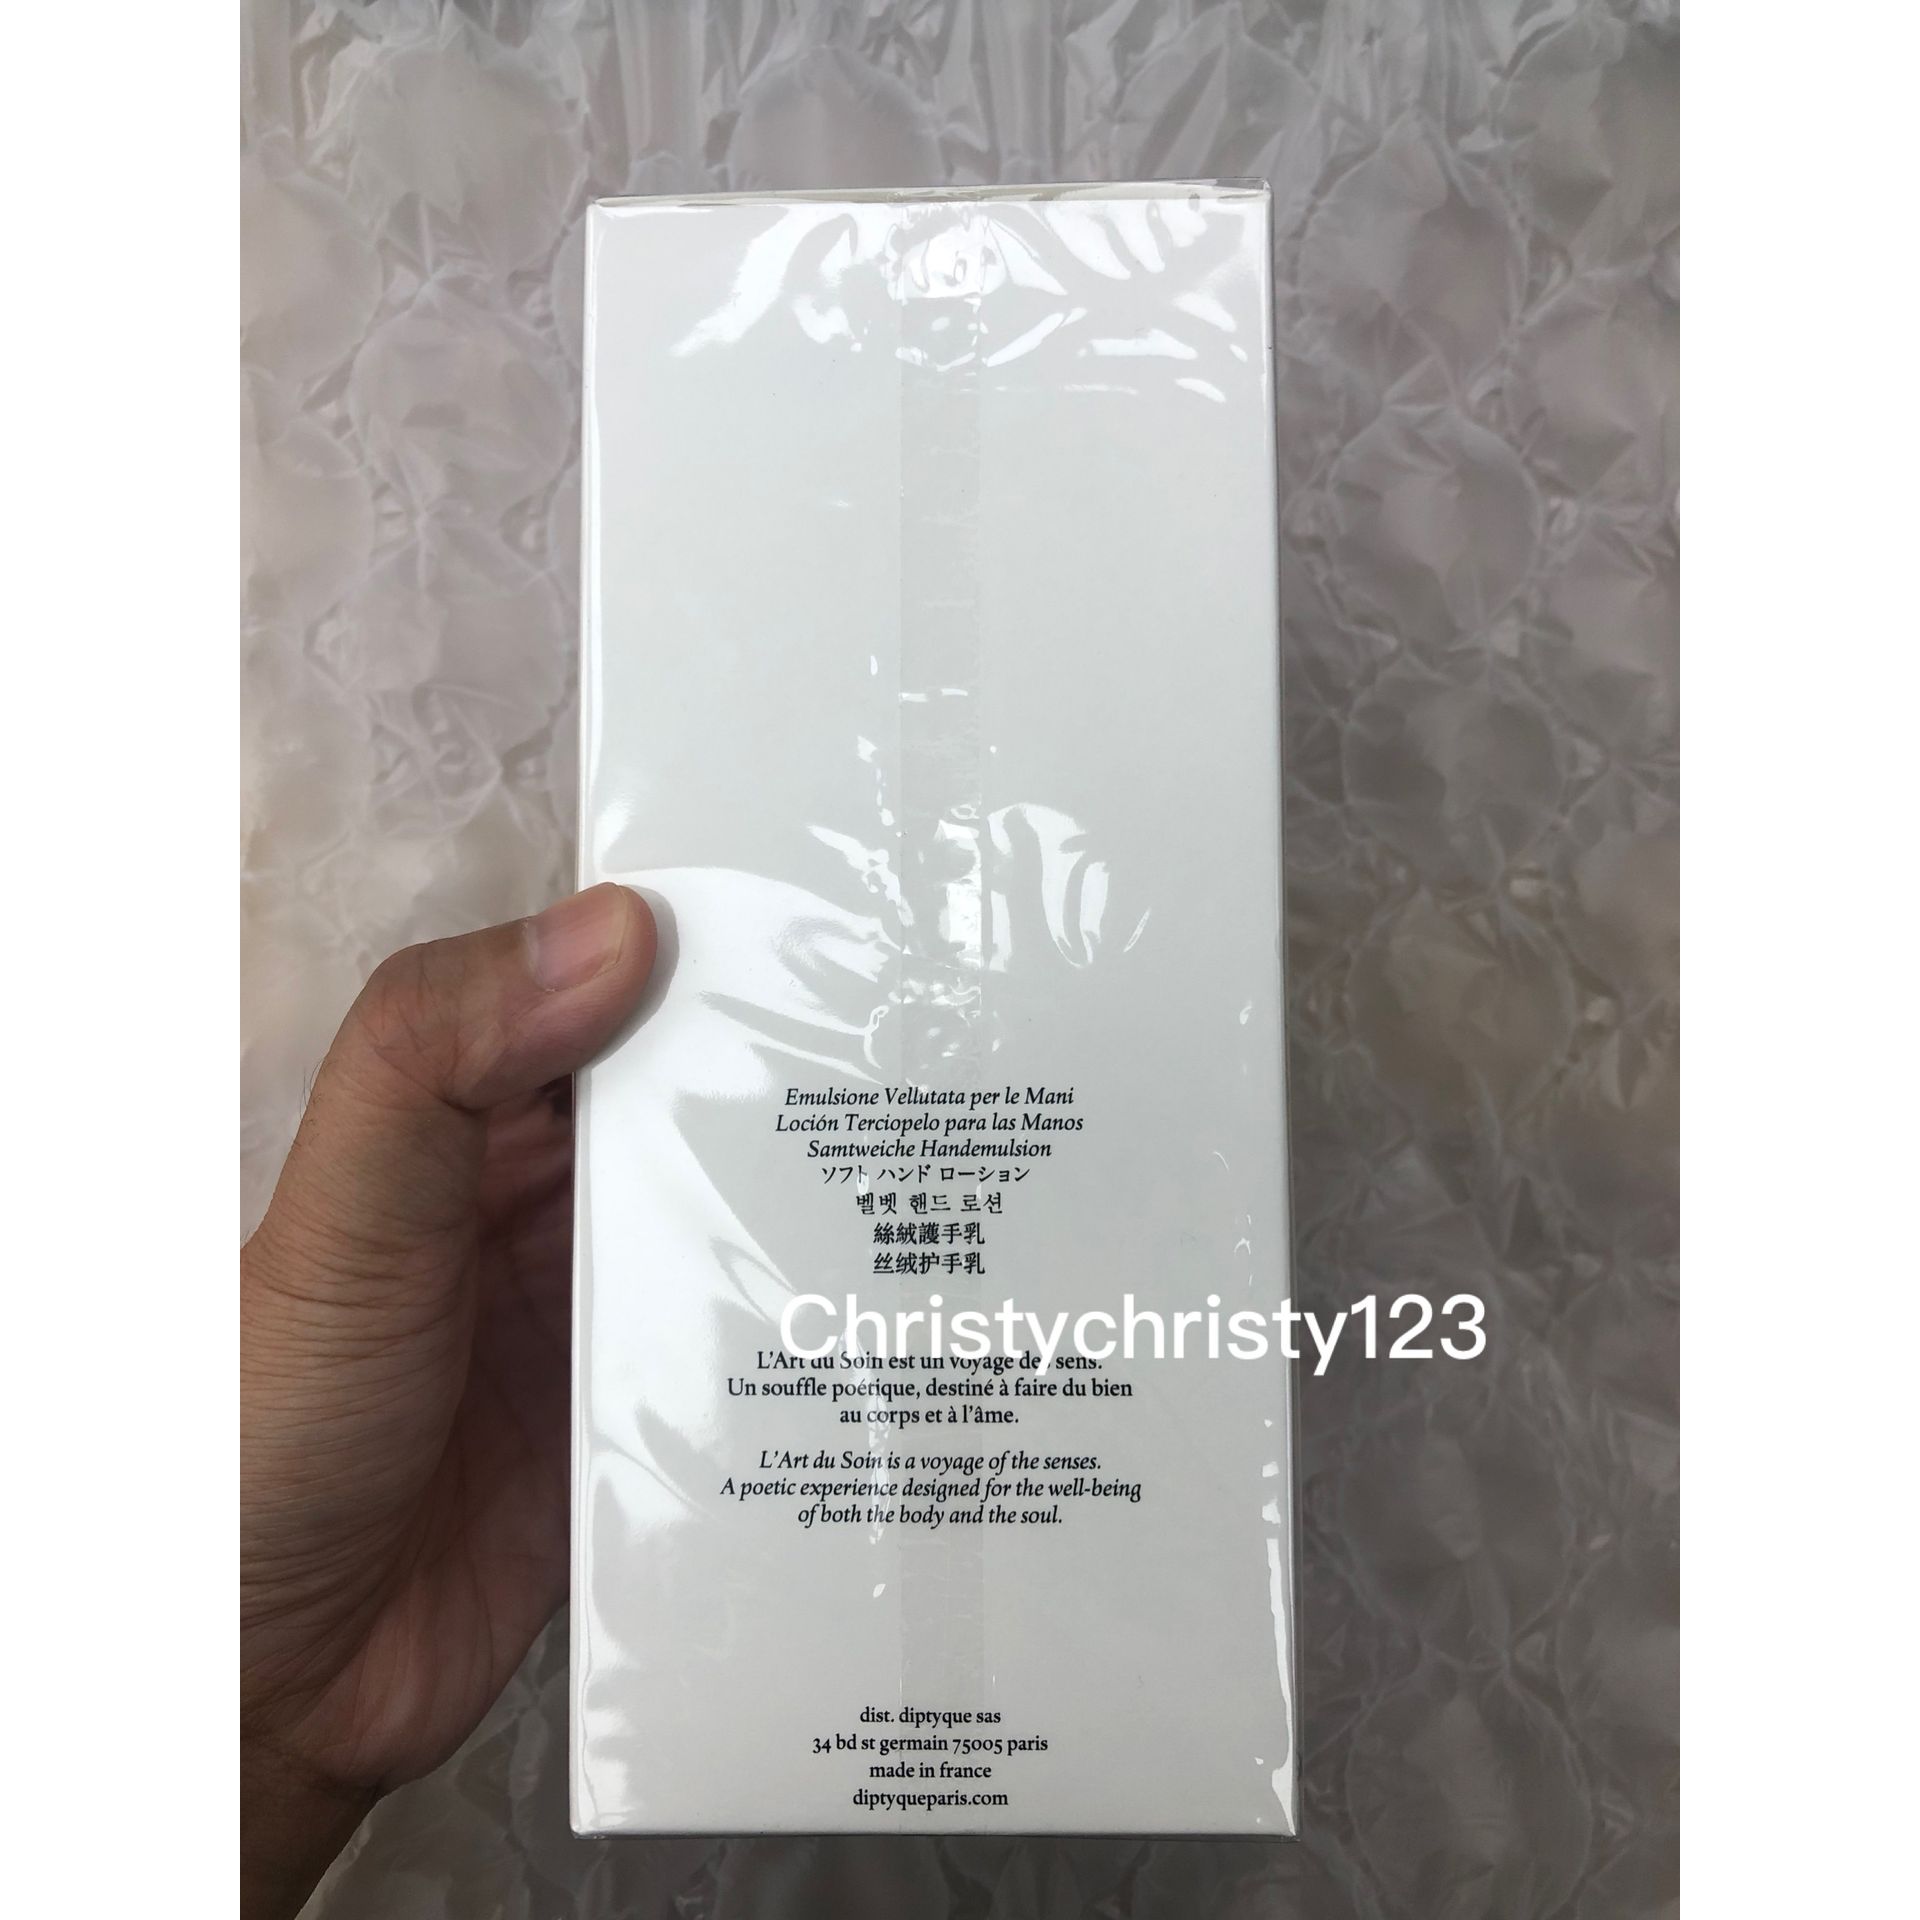 Emulsione Vellutata per le Mani
Loción Terciopelo para las Manos
Samtweiche Handemulsion
ソフト ハンド ローション
벨벳 핸드 로션
絲絨護手乳
丝绒护手乳
Christychristy123
L'Art du Soin est un voyage des sens.
Un souffle poétique, destiné à faire du bien
au corps et à l'âme.
L'Art du Soin is a voyage of the senses.
A poetic experience designed for the well-being
of both the body and the soul.
dist. diptyque sas
34 bd st germain 75005 paris
made in france
diptyqueparis.com